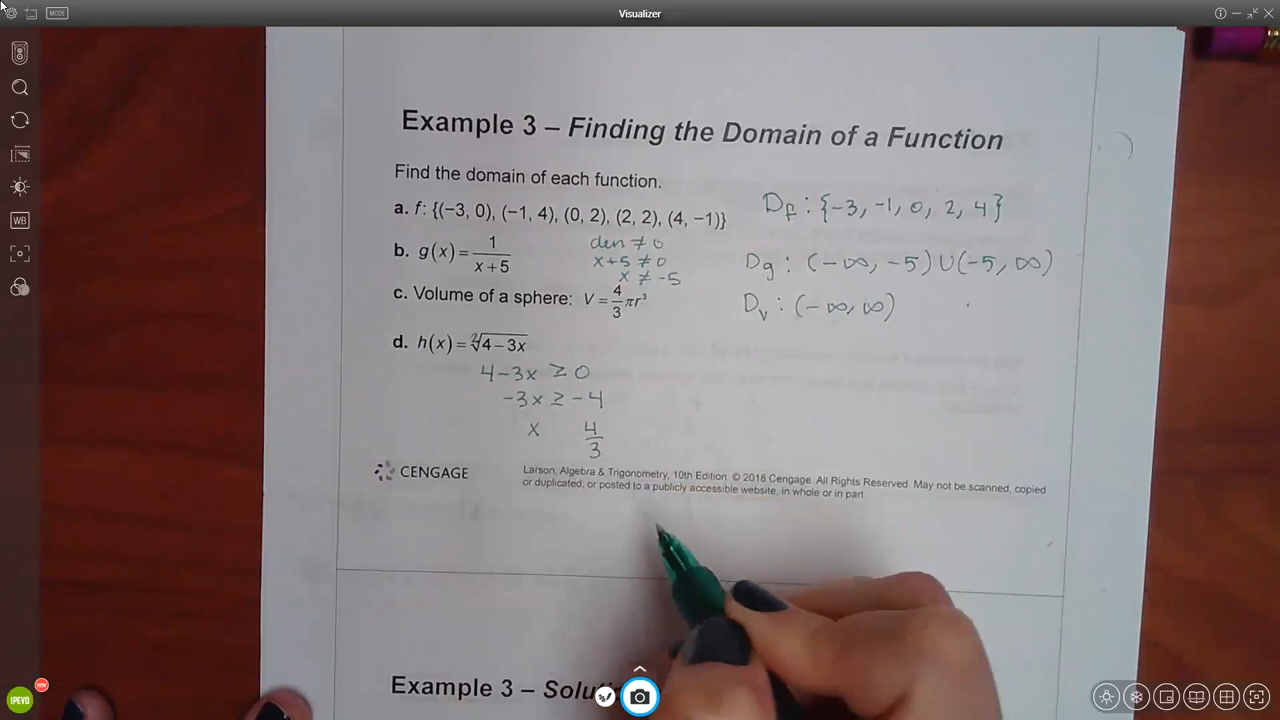 MODE
Visualizer
Example 3 – Finding the Domain of a Function
Find the domain of each function.
a. f: {(−3, 0), (−1, 4), (0, 2), (2, 2), (4, −1)}
Df : {-3, -1, 0, 2, 4}
b. g(x) = 1/(x + 5)
den ≠ 0
x+5 ≠ 0
x ≠ -5
Dg : (-∞, -5) ∪ (-5, ∞)
c. Volume of a sphere: V = 4/3 πr³
Dv : (-∞, ∞)
d. h(x) = ²√(4 − 3x)
4-3x ≥ 0
-3x ≥ -4
x 4/3
CENGAGE
Larson, Algebra & Trigonometry, 10th Edition © 2018 Cengage. All Rights Reserved May not be scanned, copied
or duplicated, or posted to a publicly accessible website, in whole or in part.
Example 3 – Solu
WB
IPEVO
new